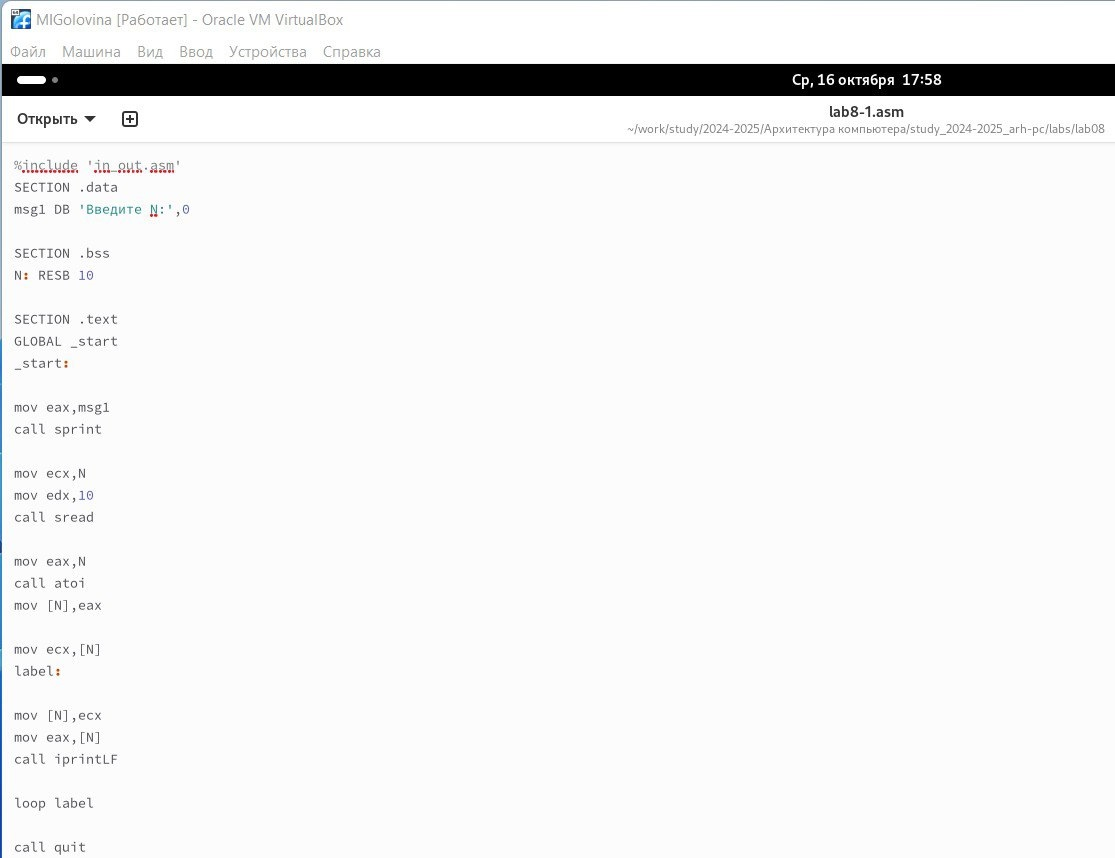 MIGolovina [Работает] - Oracle VM VirtualBox
Файл Машина Вид Ввод Устройства Справка
Ср, 16 октября 17:58
Открыть
lab8-1.asm
~/work/study/2024-2025/Архитектура компьютера/study_2024-2025_arh-pc/labs/lab08
%include 'in_out.asm'
SECTION .data
msg1 DB 'Введите N:',0
SECTION .bss
N: RESB 10
SECTION .text
GLOBAL _start
_start:
mov eax,msg1
call sprint
mov ecx,N
mov edx,10
call sread
mov eax,N
call atoi
mov [N],eax
mov ecx,[N]
label:
mov [N],ecx
mov eax,[N]
call iprintLF
loop label
call quit